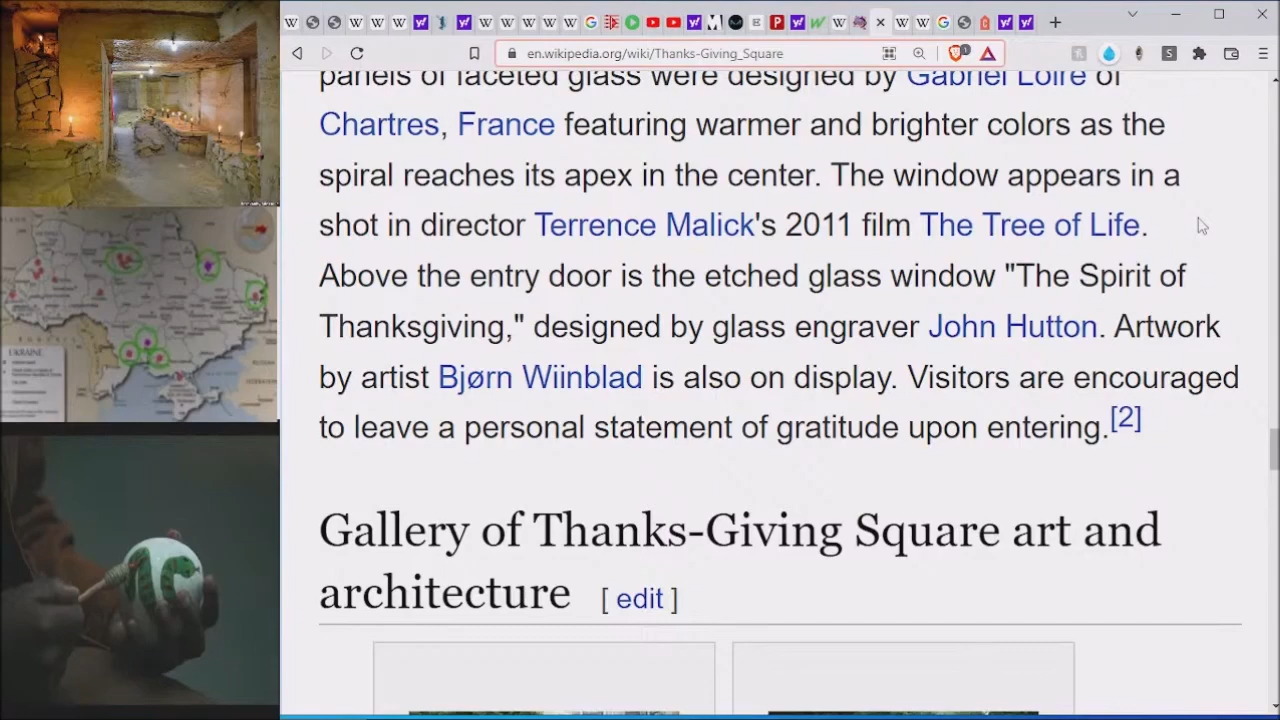 en.wikipedia.org/wiki/Thanks-Giving_Square
panels of faceted glass were designed by Gabriel Loire of
Chartres, France featuring warmer and brighter colors as the
spiral reaches its apex in the center. The window appears in a
shot in director Terrence Malick's 2011 film The Tree of Life.
Above the entry door is the etched glass window "The Spirit of
Thanksgiving," designed by glass engraver John Hutton. Artwork
by artist Bjørn Wiinblad is also on display. Visitors are encouraged
to leave a personal statement of gratitude upon entering.[2]
Gallery of Thanks-Giving Square art and
architecture [ edit ]
UKRAINE